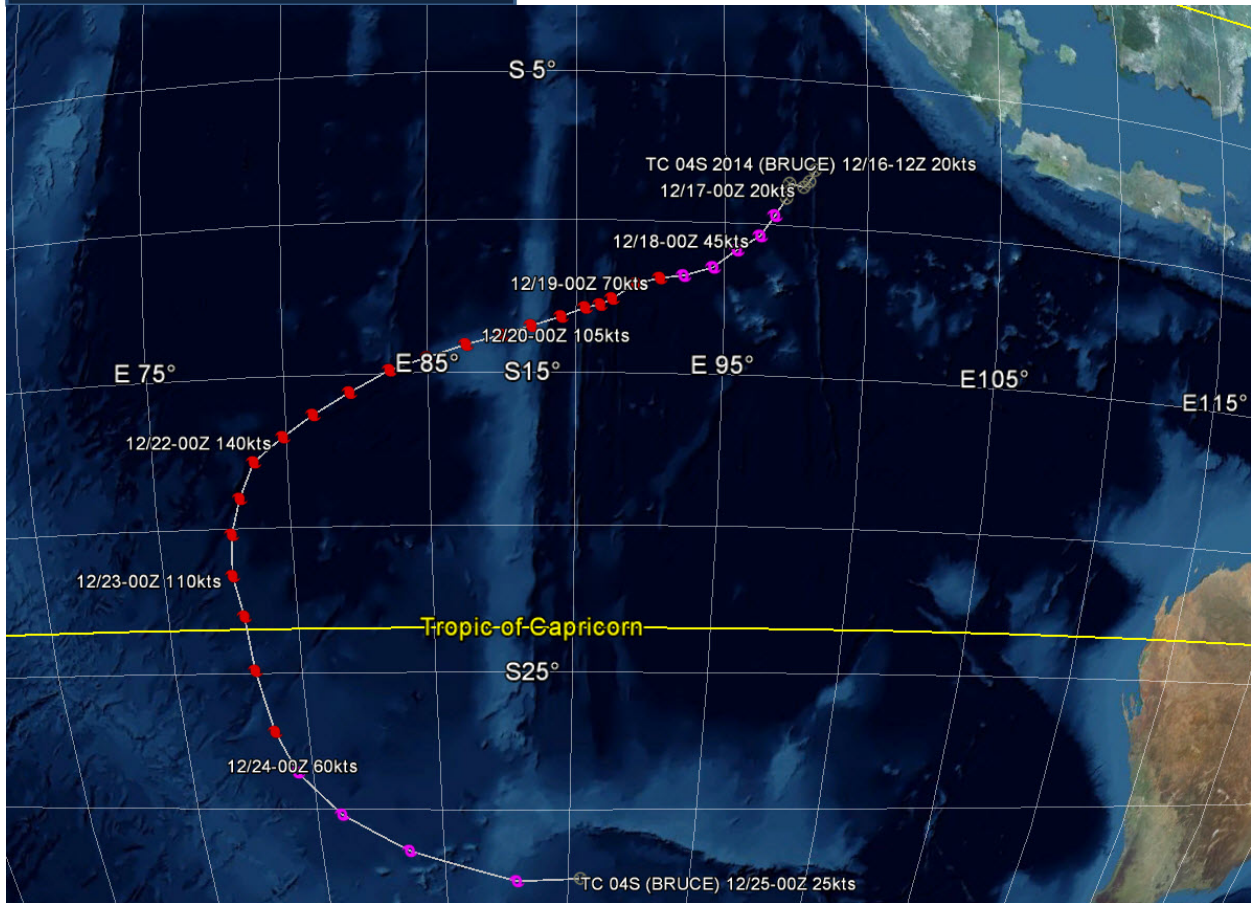 S 5°
TC 04S 2014 (BRUCE) 12/16-12Z 20kts
12/17-00Z 20kts
12/18-00Z 45kts
12/19-00Z 70kts
12/20-00Z 105kts
E 75°
E 85°
S15°
E 95°
E 105°
E 115°
12/22-00Z 140kts
12/23-00Z 110kts
Tropic of Capricorn
S25°
12/24-00Z 60kts
TC 04S (BRUCE) 12/25-00Z 25kts